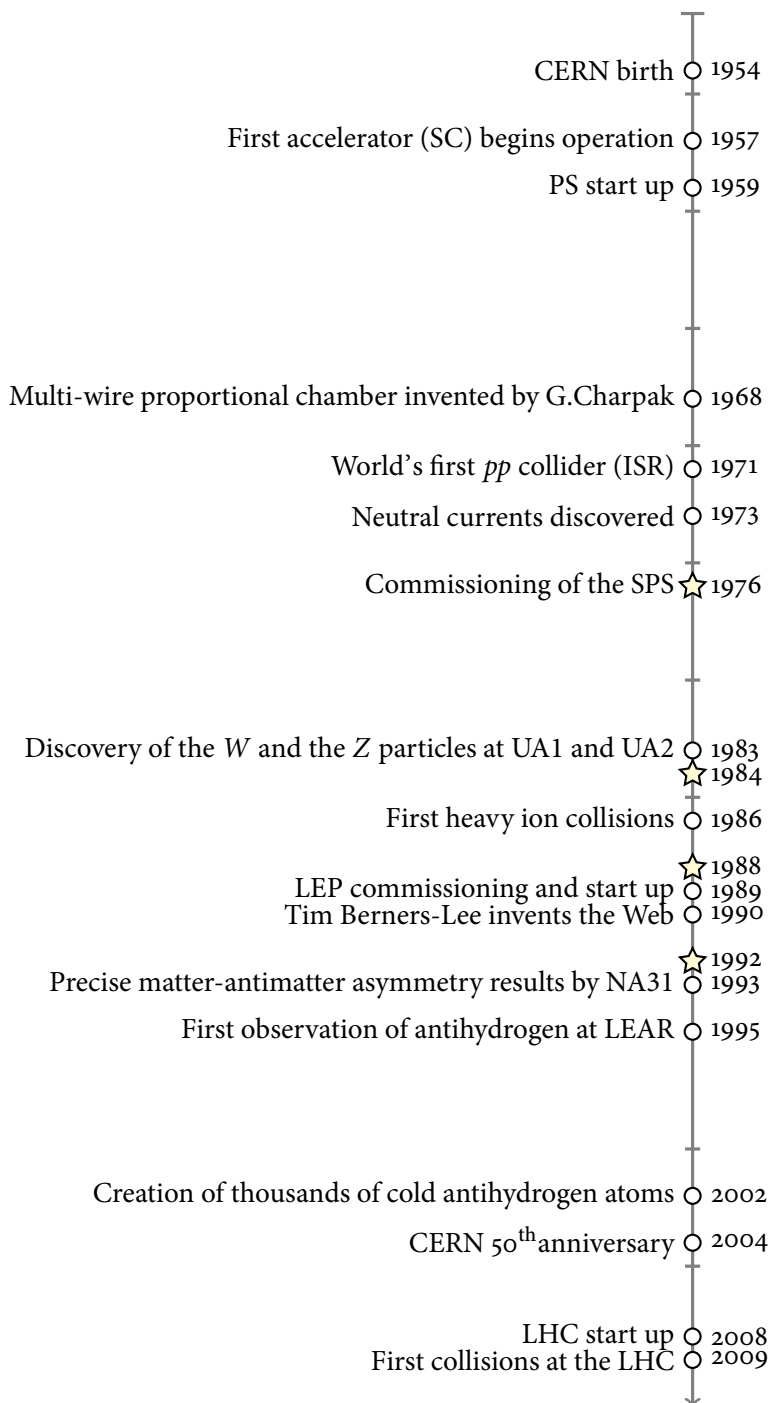 CERN birth 1954
First accelerator (SC) begins operation 1957
PS start up 1959
Multi-wire proportional chamber invented by G.Charpak 1968
World's first pp collider (ISR) 1971
Neutral currents discovered 1973
Commissioning of the SPS 1976
Discovery of the W and the Z particles at UA1 and UA2 1983
1984
First heavy ion collisions 1986
1988
LEP commissioning and start up 1989
Tim Berners-Lee invents the Web 1990
1992
Precise matter-antimatter asymmetry results by NA31 1993
First observation of antihydrogen at LEAR 1995
Creation of thousands of cold antihydrogen atoms 2002
CERN 50th anniversary 2004
LHC start up 2008
First collisions at the LHC 2009